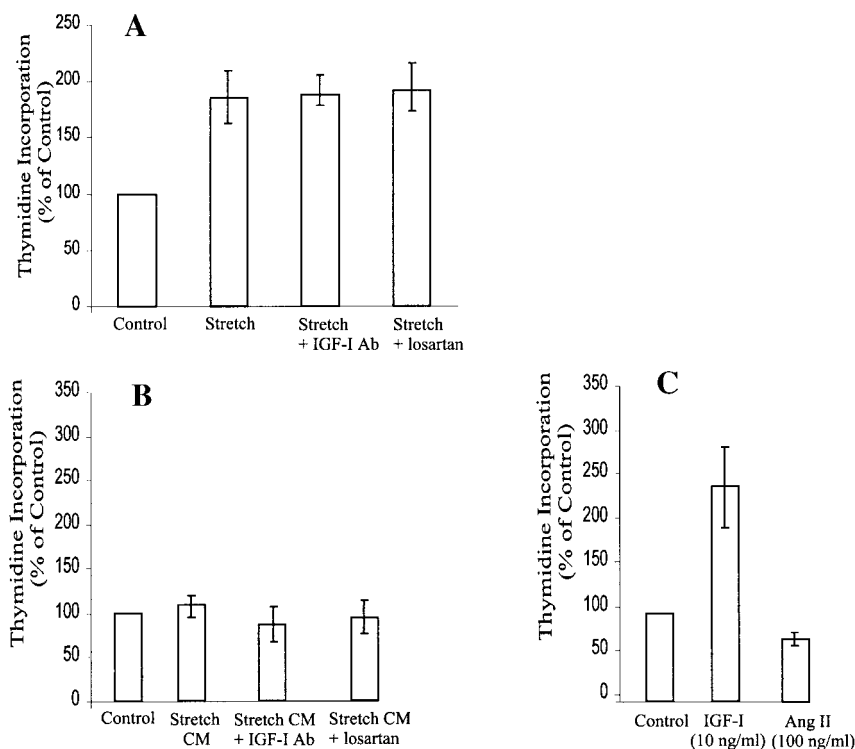 A
Thymidine Incorporation
(% of Control)
250
200
150
100
50
0
Control
Stretch
Stretch
+ IGF-I Ab
Stretch
+ losartan
B
Thymidine Incorporation
(% of Control)
350
300
250
200
150
100
50
0
Control
Stretch
CM
Stretch CM
+ IGF-I Ab
Stretch CM
+ losartan
C
Thymidine Incorporation
(% of Control)
350
300
250
200
150
100
50
0
Control
IGF-I
(10 ng/ml)
Ang II
(100 ng/ml)